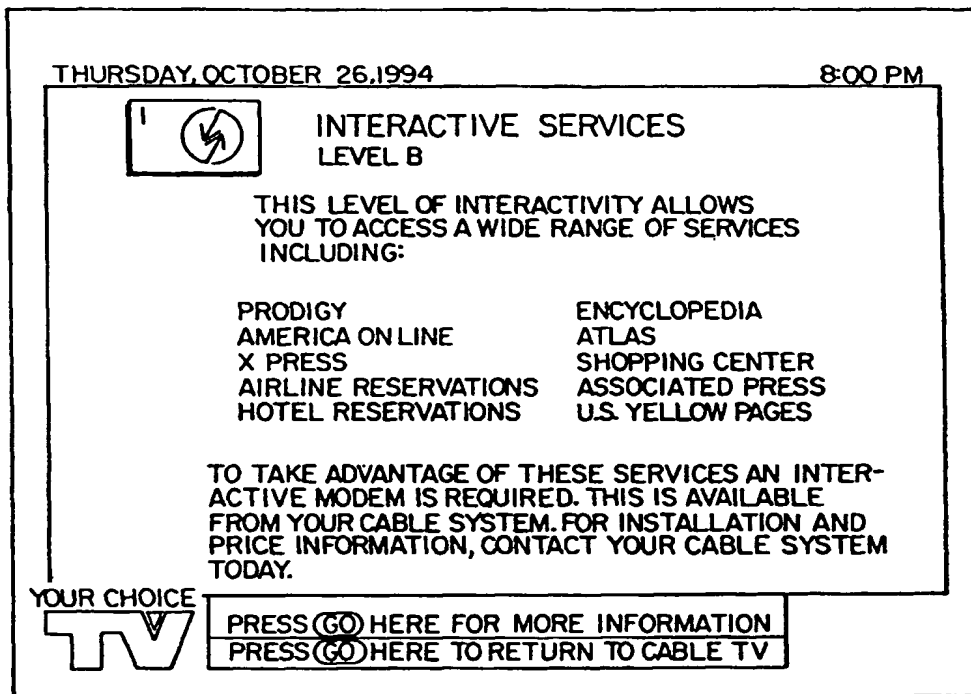 THURSDAY, OCTOBER 26,1994 8:00 PM
1
INTERACTIVE SERVICES
LEVEL B
THIS LEVEL OF INTERACTIVITY ALLOWS
YOU TO ACCESS A WIDE RANGE OF SERVICES
INCLUDING:
PRODIGY ENCYCLOPEDIA
AMERICA ON LINE ATLAS
X PRESS SHOPPING CENTER
AIRLINE RESERVATIONS ASSOCIATED PRESS
HOTEL RESERVATIONS U.S. YELLOW PAGES
TO TAKE ADVANTAGE OF THESE SERVICES AN INTER-
ACTIVE MODEM IS REQUIRED. THIS IS AVAILABLE
FROM YOUR CABLE SYSTEM. FOR INSTALLATION AND
PRICE INFORMATION, CONTACT YOUR CABLE SYSTEM
TODAY.
YOUR CHOICE
TV
PRESS GO HERE FOR MORE INFORMATION
PRESS GO HERE TO RETURN TO CABLE TV